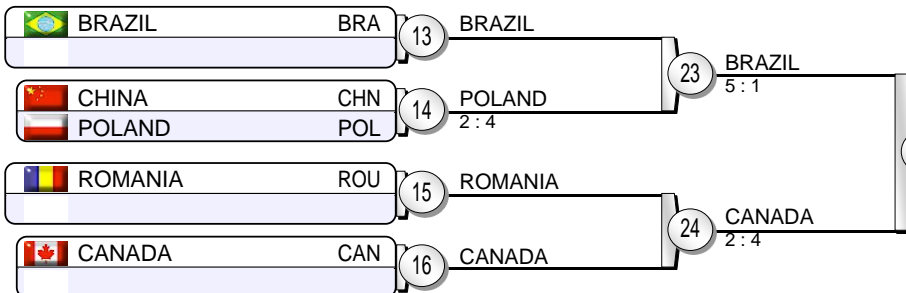 BRAZIL BRA 13 BRAZIL
23 BRAZIL
5 : 1
CHINA CHN
14 POLAND
2 : 4
POLAND POL
ROMANIA ROU 15 ROMANIA
24 CANADA
2 : 4
CANADA CAN 16 CANADA